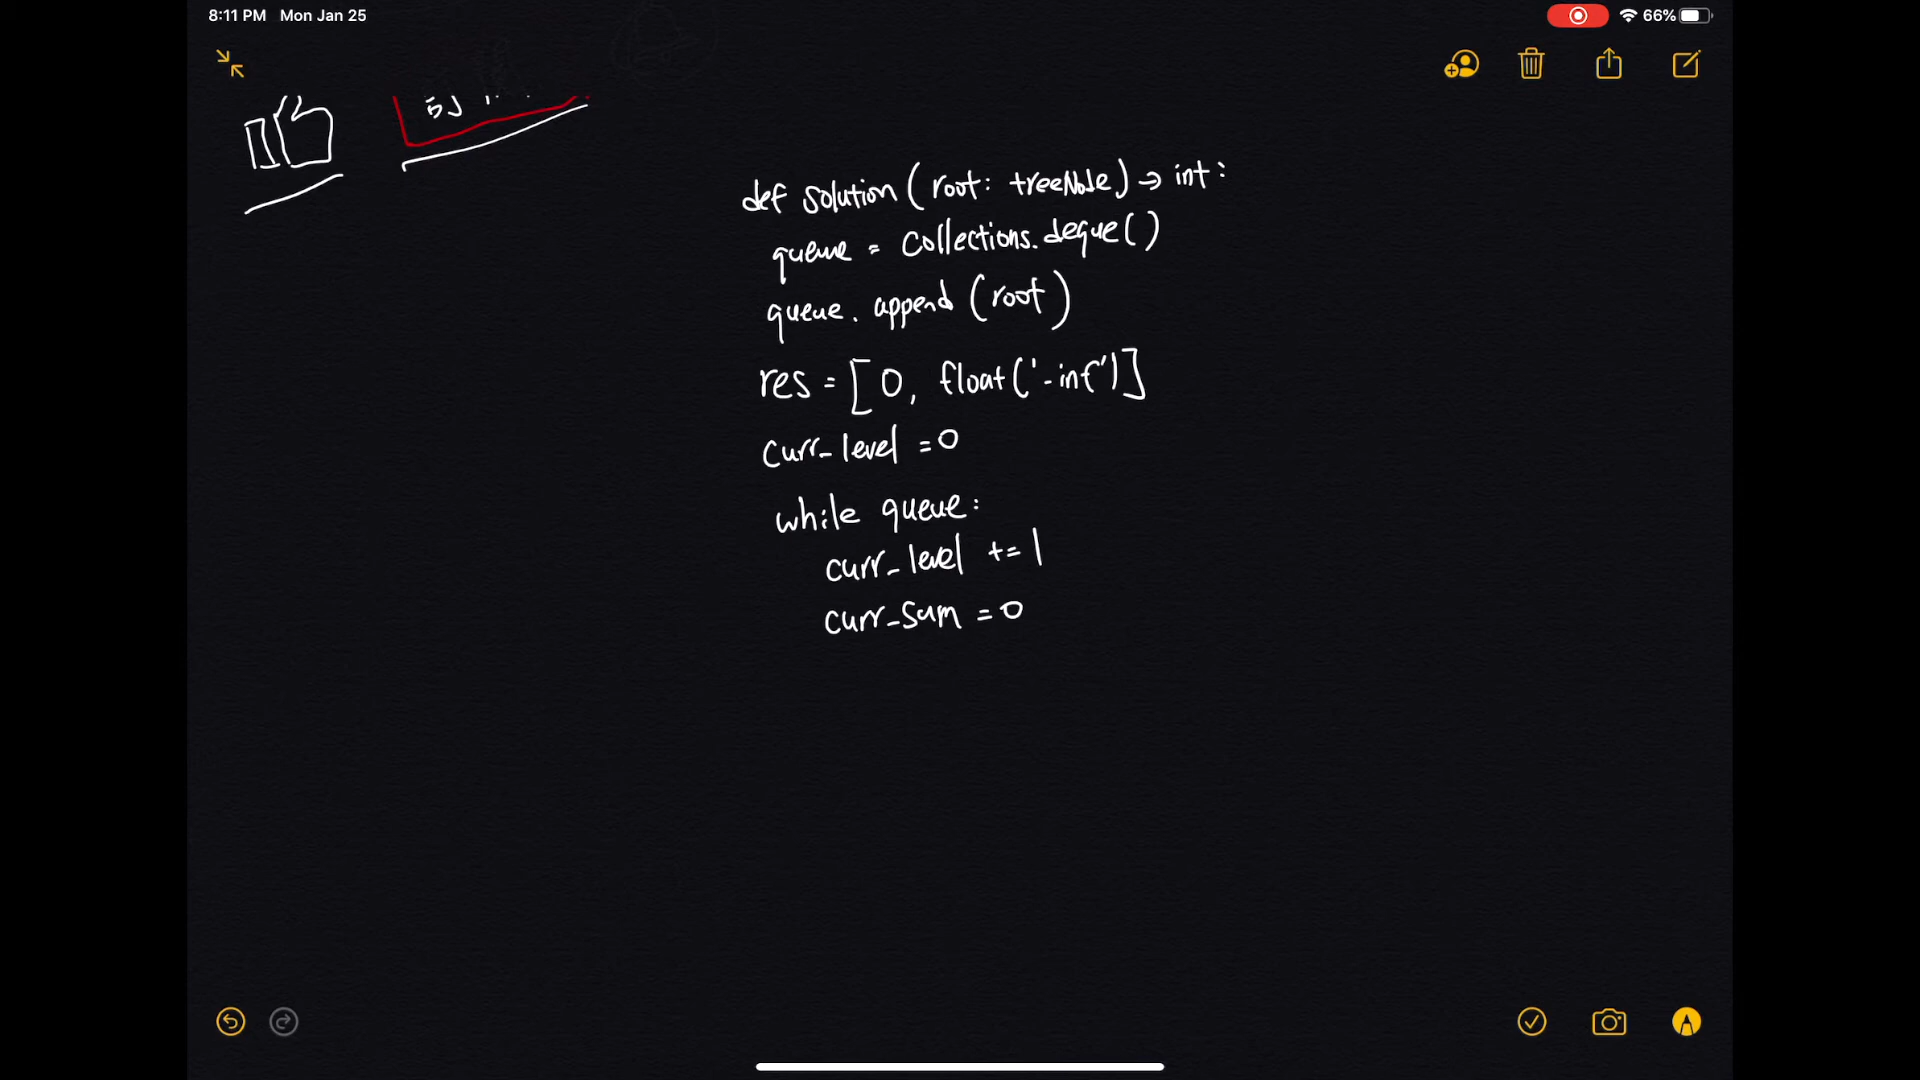 8:11 PM Mon Jan 25
66%
def solution (root: treeNode) → int:
queue = collections.deque()
queue.append(root)
res = [0, float('-inf')]
curr_level = 0
while queue:
curr_level += 1
curr_sum = 0